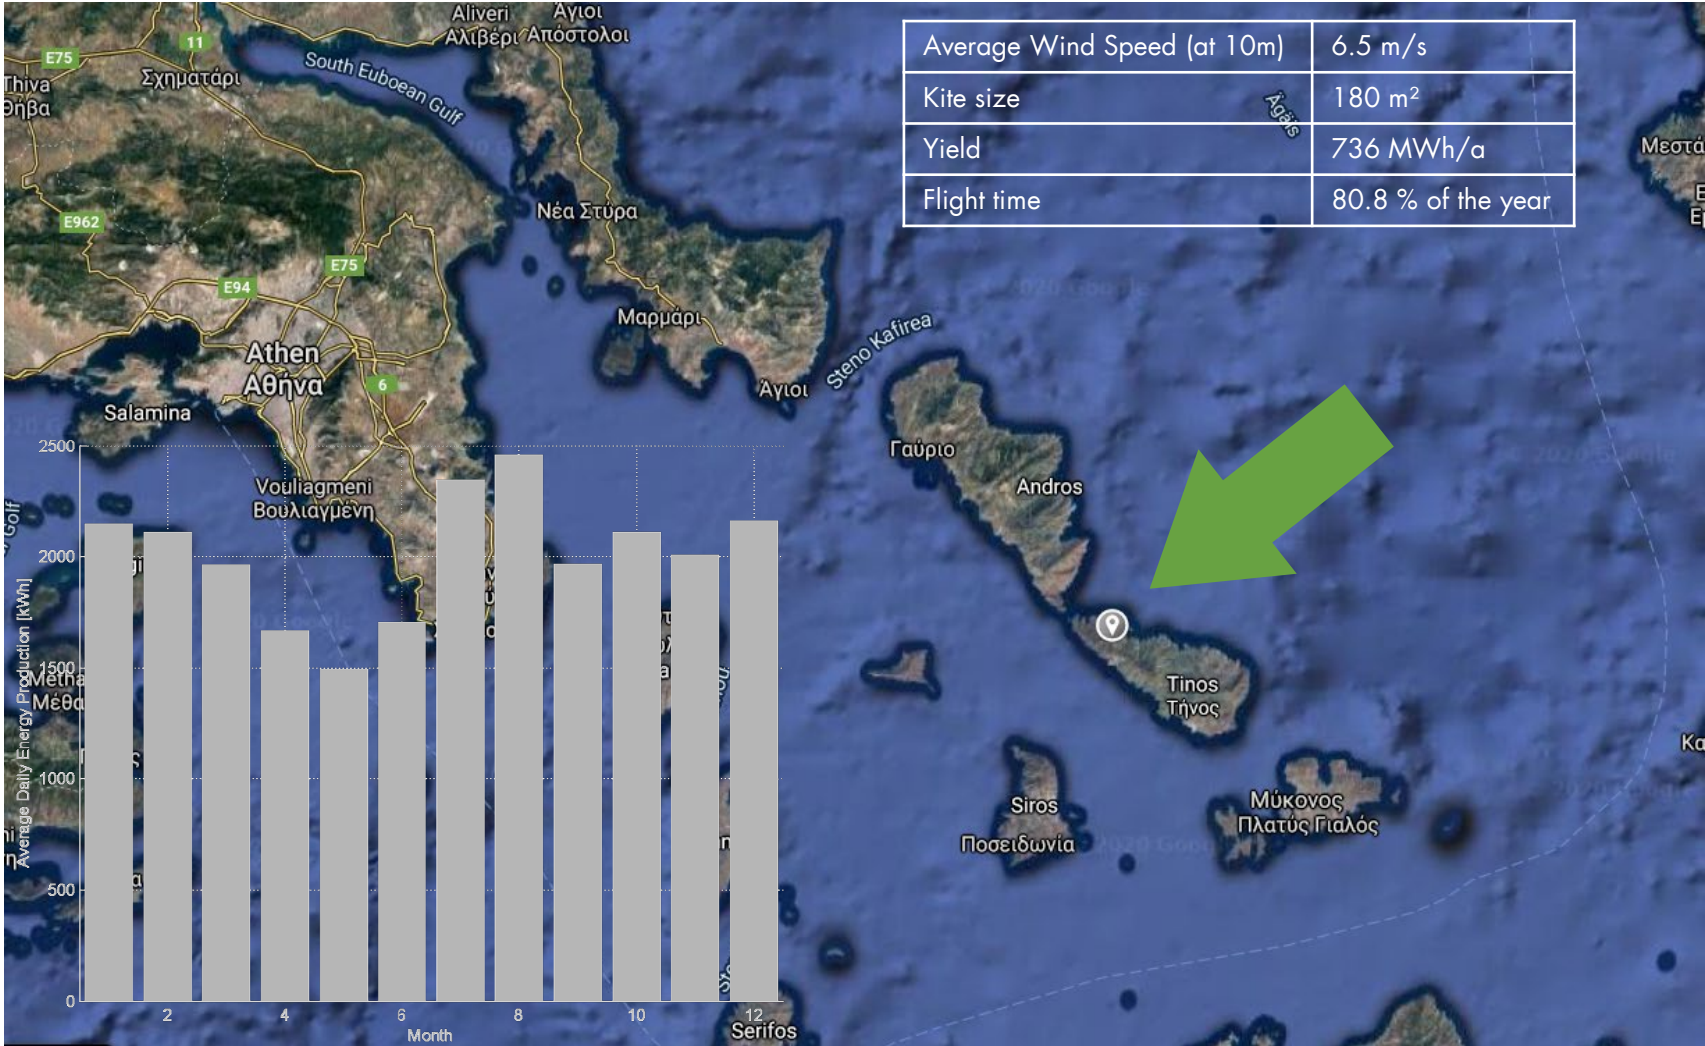 Aliveri
Αλιβέρι
Άγιοι
Απόστολοι
E75
11
Σχηματάρι
South Euboean Gulf
Thiva
Θήβα
Average Wind Speed (at 10m) 6.5 m/s
Kite size 180 m²
Yield 736 MWh/a
Flight time 80.8 % of the year
Ägäis
Μεστά
E962
Νέα Στύρα
E75
E94
Μαρμάρι
Steno Kafirea
Athen
Αθήνα
6
Άγιοι
Salamina
Γαύριο
Andros
Vouliagmeni
Βουλιαγμένη
Tinos
Τήνος
Siros
Ποσειδωνία
Μύκονος
Πλατύς Γιαλός
Serifos
Average Daily Energy Production [kWh]
2500
2000
1500
1000
500
0
2 4 6 8 10 12
Month